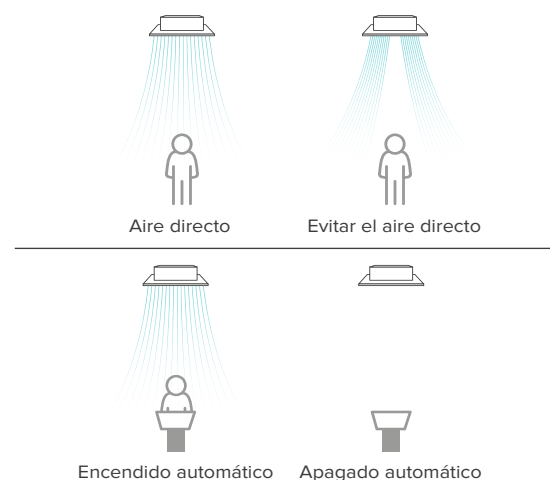 Aire directo
Evitar el aire directo
Encendido automático
Apagado automático